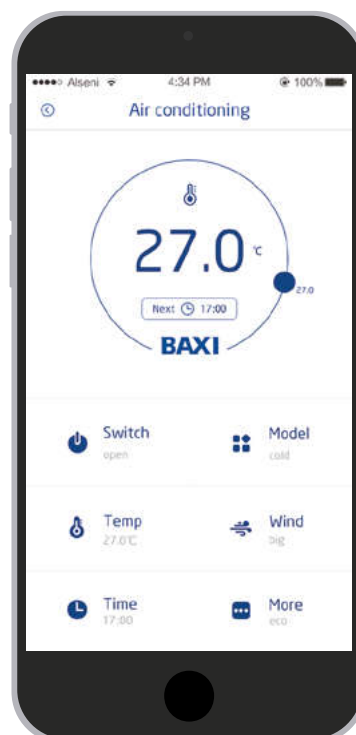 Alseni 4:34 PM 100%
Air conditioning
27.0 °C
27.0
Next 17:00
BAXI
Switch
open
Model
cold
Temp
27.0℃
Wind
big
Time
17:00
More
eco